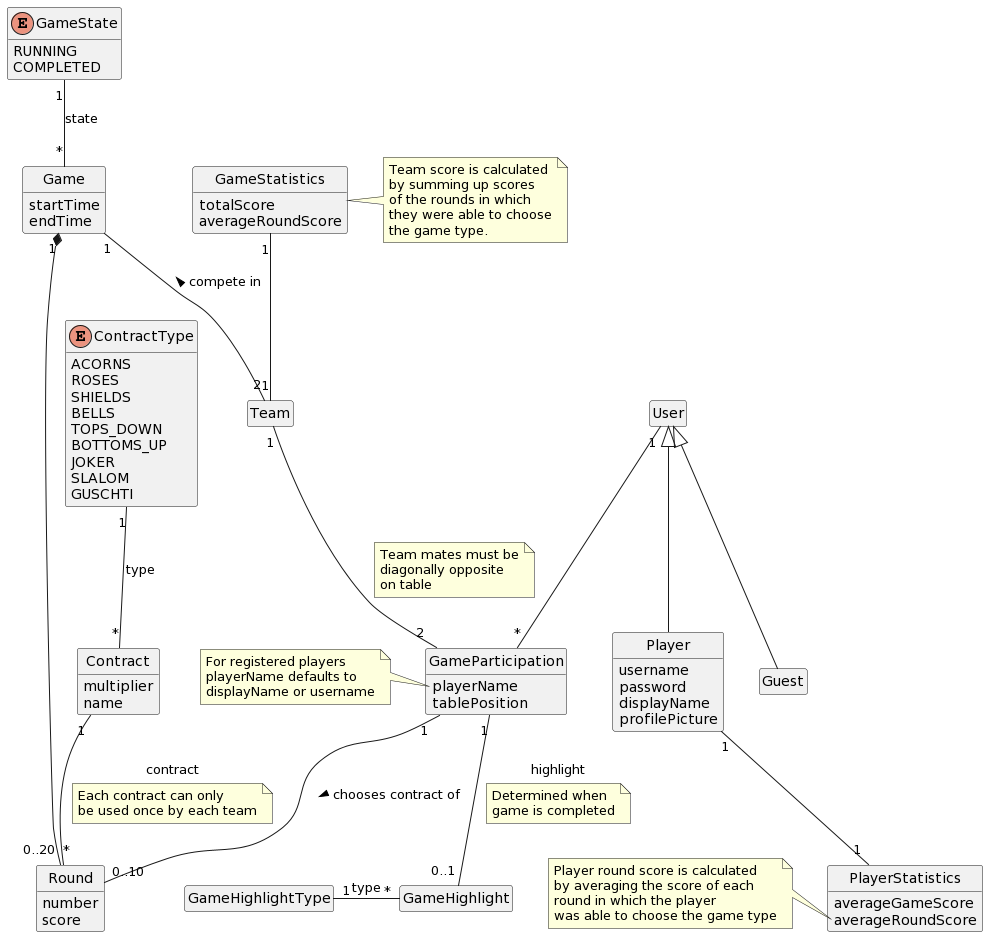 E GameState
RUNNING
COMPLETED
1
state
*
Game
startTime
endTime
1
1
GameStatistics
totalScore
averageRoundScore
1
Team score is calculated
by summing up scores
of the rounds in which
they were able to choose
the game type.
compete in
E ContractType
ACORNS
ROSES
SHIELDS
BELLS
TOPS_DOWN
BOTTOMS_UP
JOKER
SLALOM
GUSCHTI
1
type
*
2
1
Team
1
User
1
Team mates must be
diagonally opposite
on table
2
*
Contract
multiplier
name
1
For registered players
playerName defaults to
displayName or username
GameParticipation
playerName
tablePosition
1
1
Player
username
password
displayName
profilePicture
1
Guest
contract
Each contract can only
be used once by each team
chooses contract of
highlight
Determined when
game is completed
0..20
*
0..10
0..1
1
Round
number
score
GameHighlightType
1
type
*
GameHighlight
Player round score is calculated
by averaging the score of each
round in which the player
was able to choose the game type
PlayerStatistics
averageGameScore
averageRoundScore